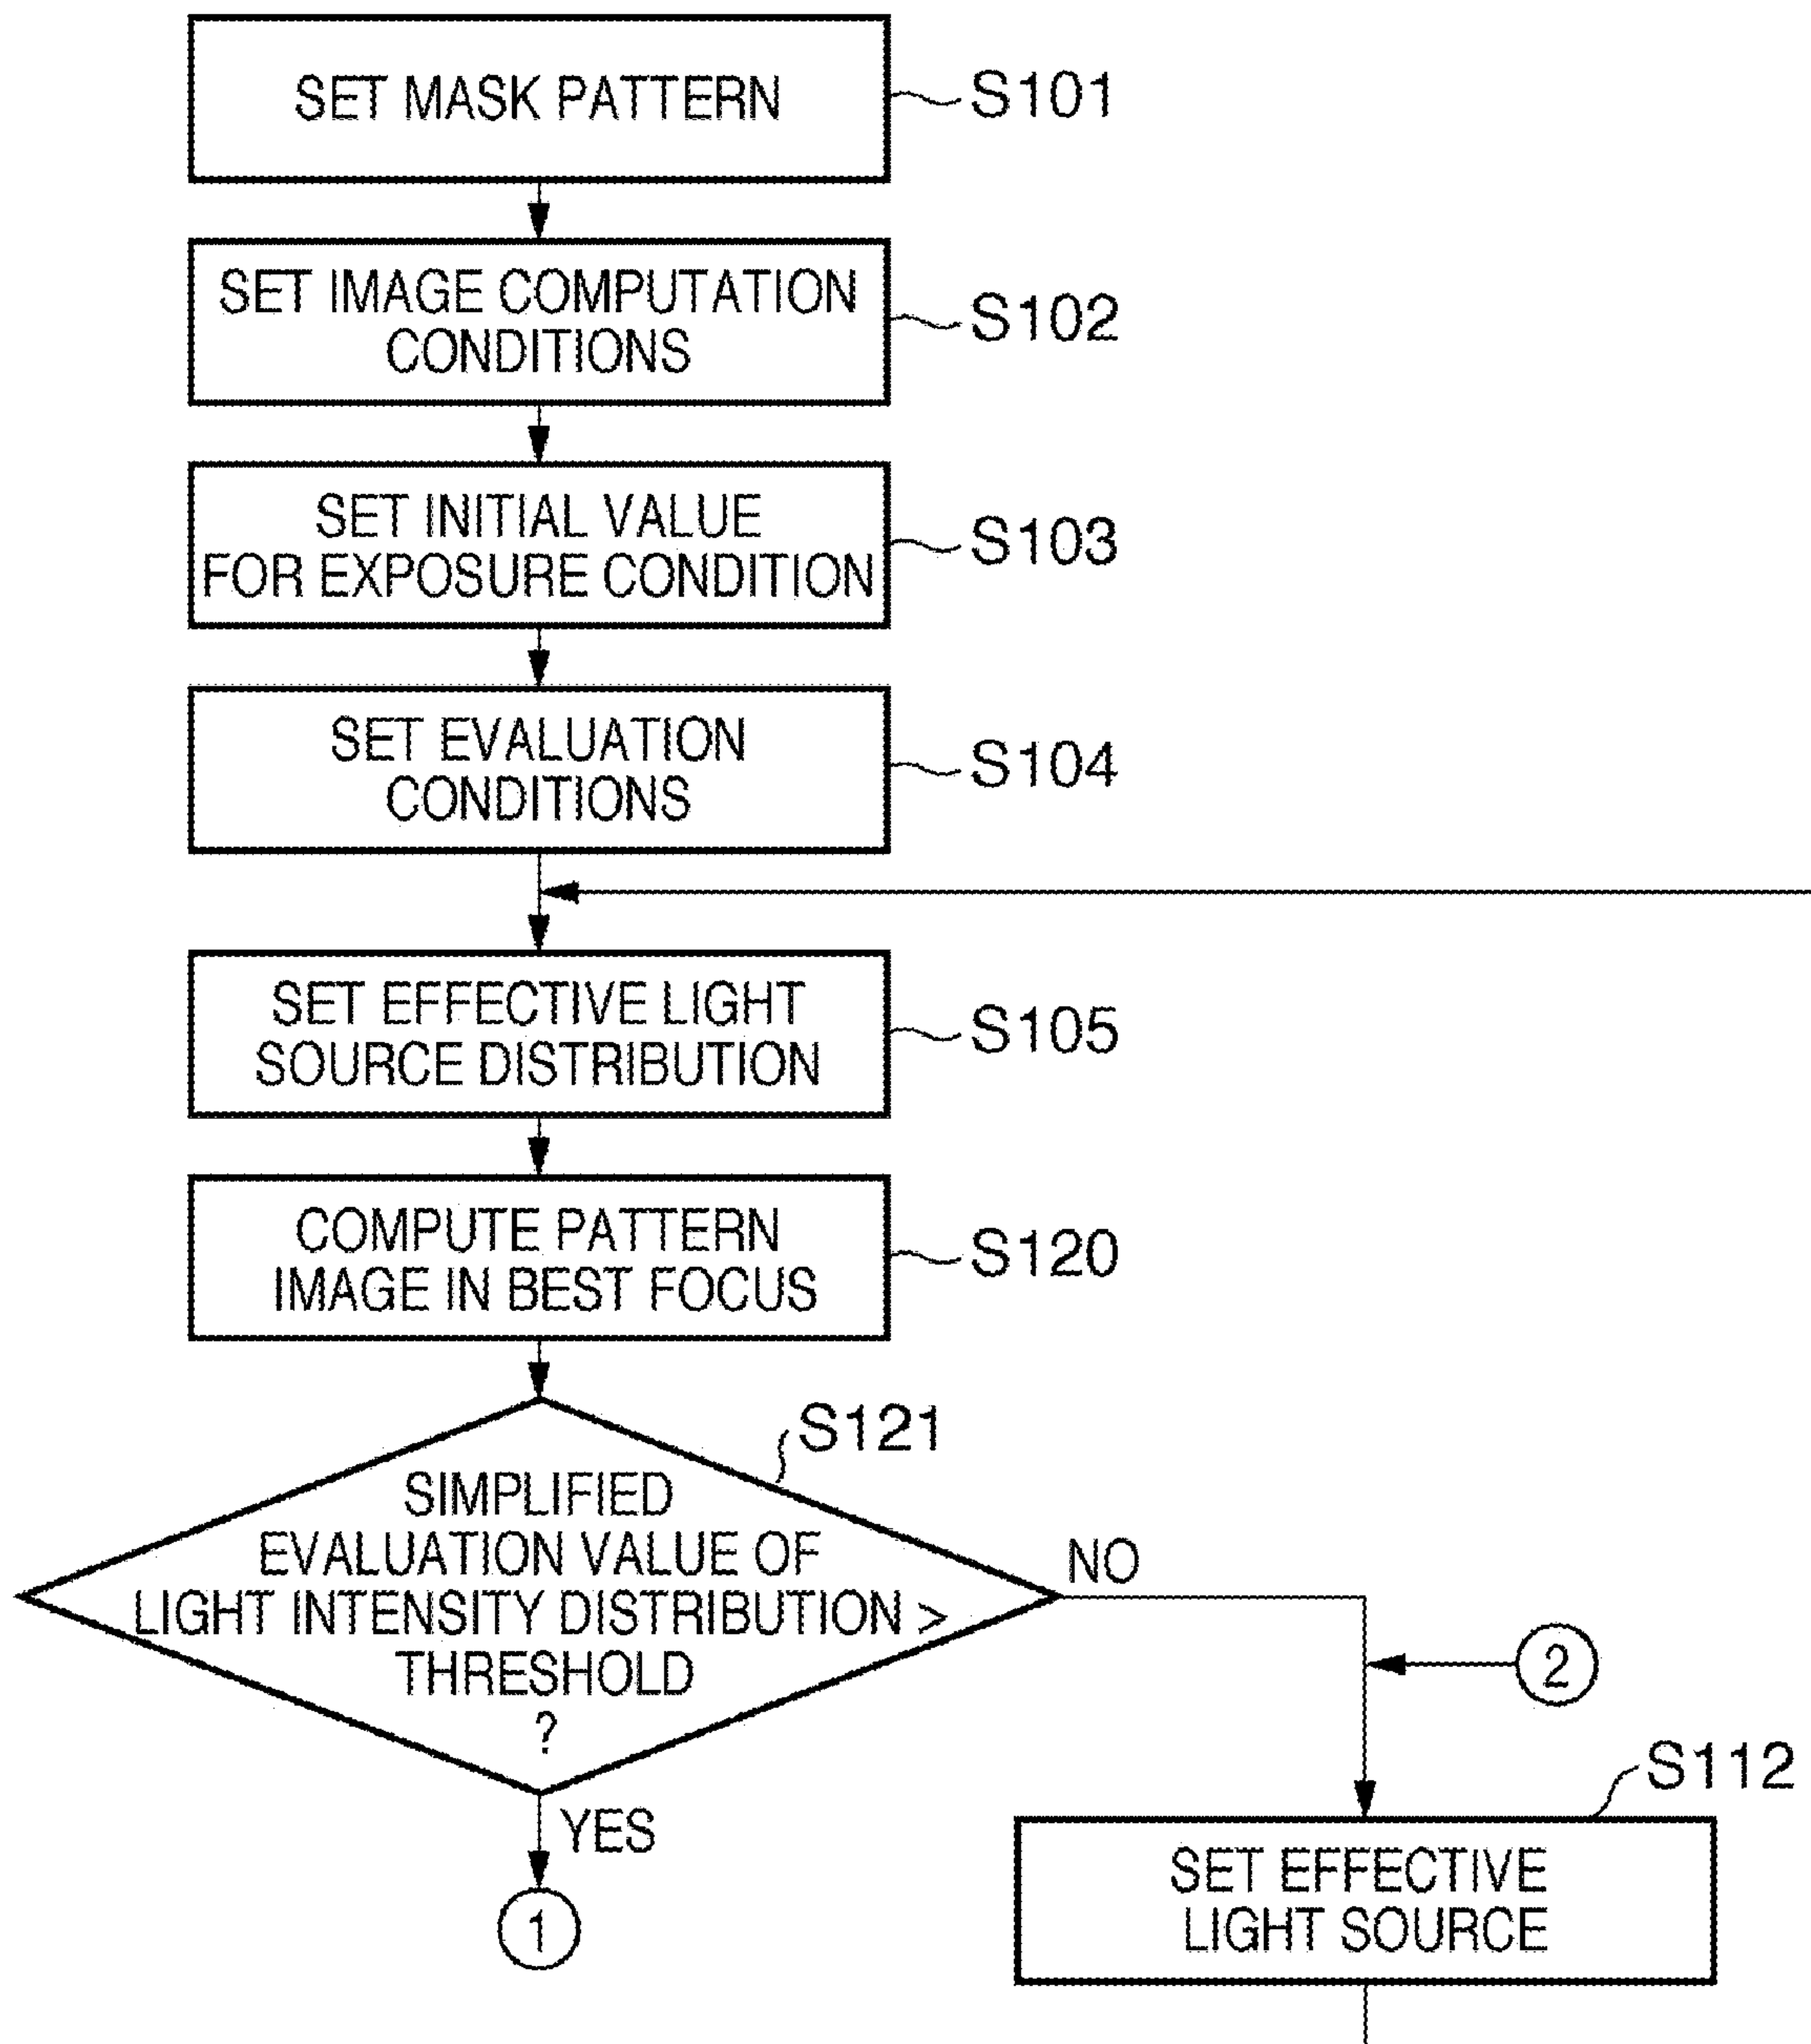 SET MASK PATTERN
S101
SET IMAGE COMPUTATION
CONDITIONS
S102
SET INITIAL VALUE
FOR EXPOSURE CONDITION
S103
SET EVALUATION
CONDITIONS
S104
SET EFFECTIVE LIGHT
SOURCE DISTRIBUTION
S105
COMPUTE PATTERN
IMAGE IN BEST FOCUS
S120
S121
SIMPLIFIED
EVALUATION VALUE OF
LIGHT INTENSITY DISTRIBUTION >
THRESHOLD
?
NO
2
YES
1
S112
SET EFFECTIVE
LIGHT SOURCE